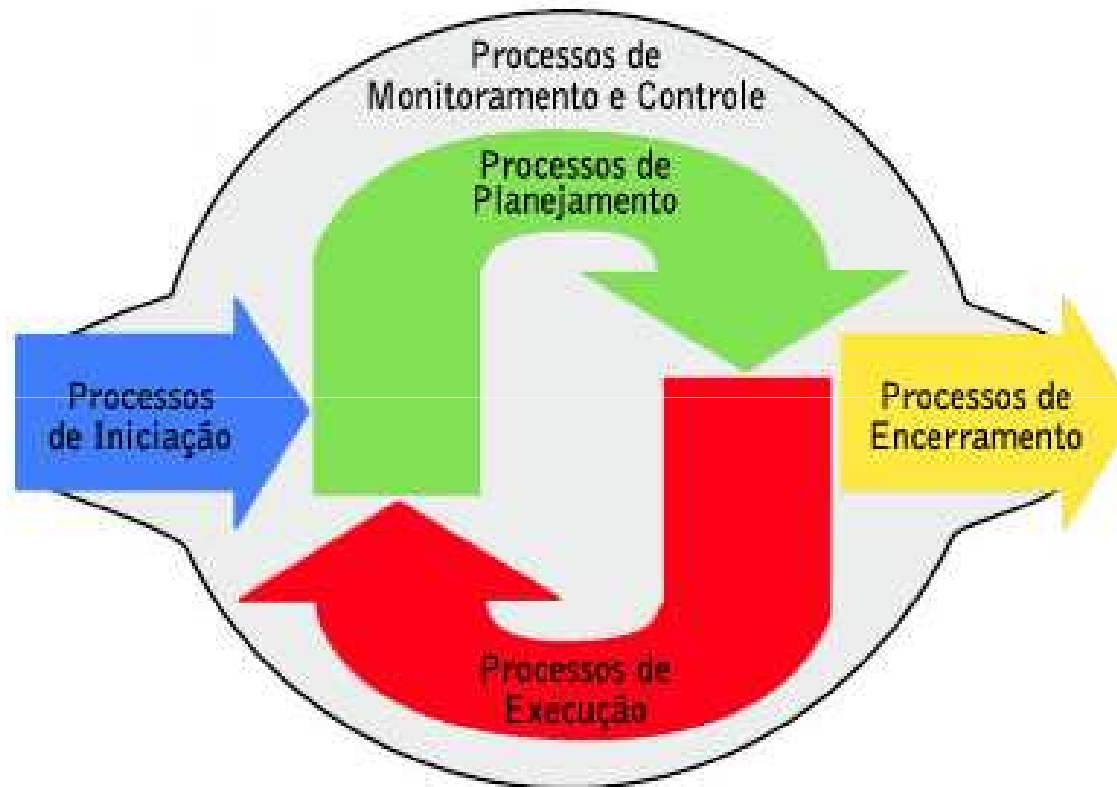 Processos de
Monitoramento e Controle
Processos de
Planejamento
Processos
de Iniciação
Processos de
Encerramento
Processos de
Execução